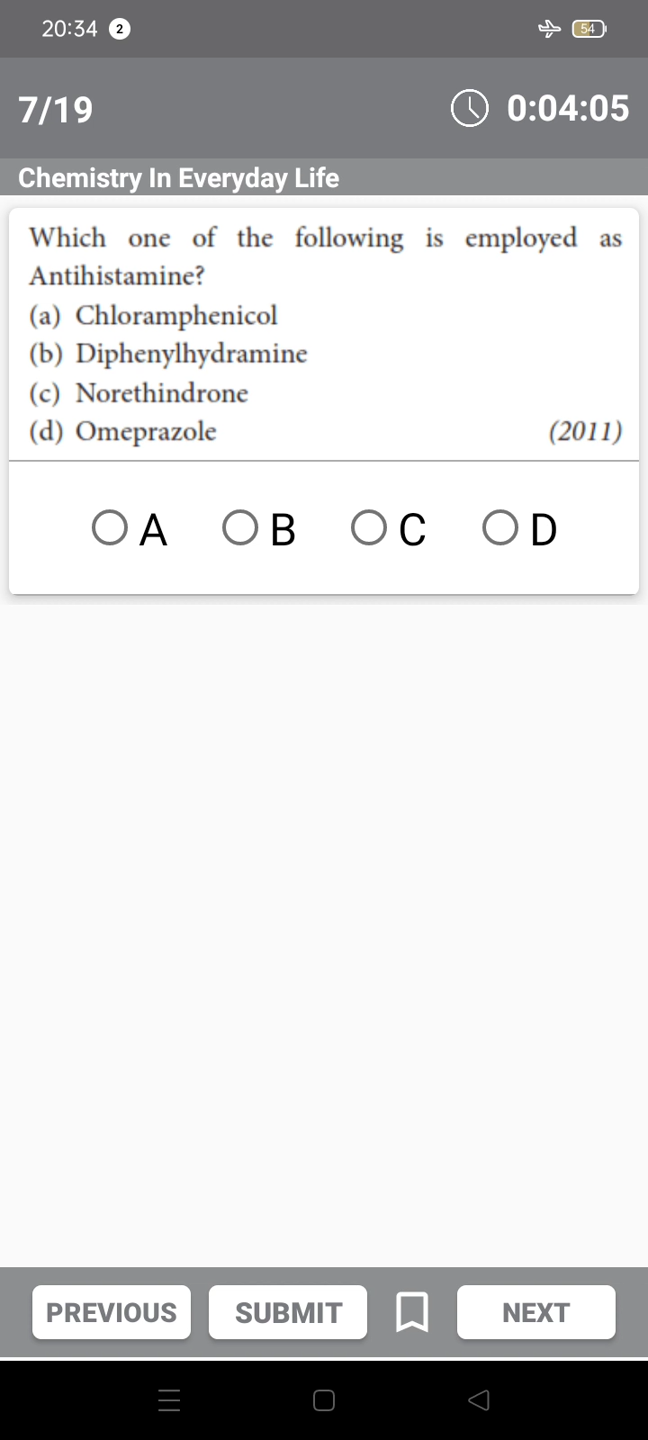 20:34 2 54
7/19 0:04:05
Chemistry In Everyday Life
Which one of the following is employed as
Antihistamine?
(a) Chloramphenicol
(b) Diphenylhydramine
(c) Norethindrone
(d) Omeprazole (2011)
A B C D
PREVIOUS SUBMIT NEXT